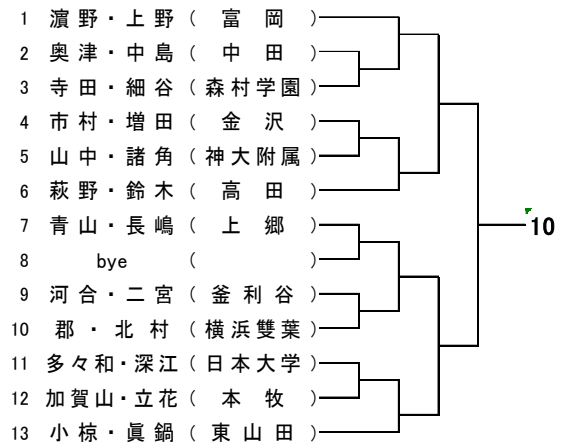 1 濵野・上野 ( 富岡 )
2 奥津・中島 ( 中田 )
3 寺田・細谷 ( 森村学園 )
4 市村・増田 ( 金沢 )
5 山中・諸角 ( 神大附属 )
6 萩野・鈴木 ( 高田 )
7 青山・長嶋 ( 上郷 )
10
8 bye ( )
9 河合・二宮 ( 釜利谷 )
10 郡・北村 ( 横浜雙葉 )
11 多々和・深江 ( 日本大学 )
12 加賀山・立花 ( 本牧 )
13 小椋・眞鍋 ( 東山田 )